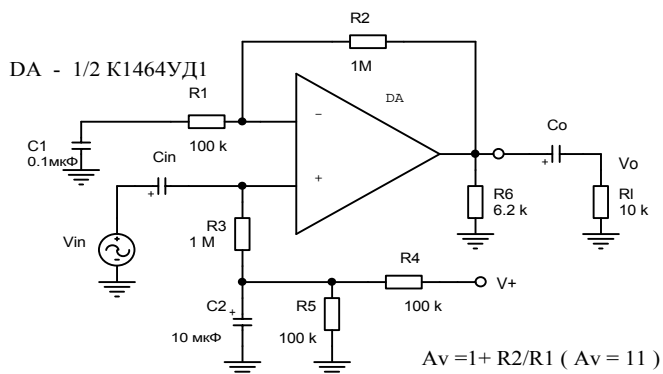 R2
1M
DA - 1/2 К1464УД1
DA
R1
100 k
C1
0.1мкФ
Cin
Co
Vo
R6
6.2 k
Rl
10 k
R3
1 M
Vin
R4
100 k
V+
C2
10 мкФ
R5
100 k
Av =1+ R2/R1 ( Av = 11 )